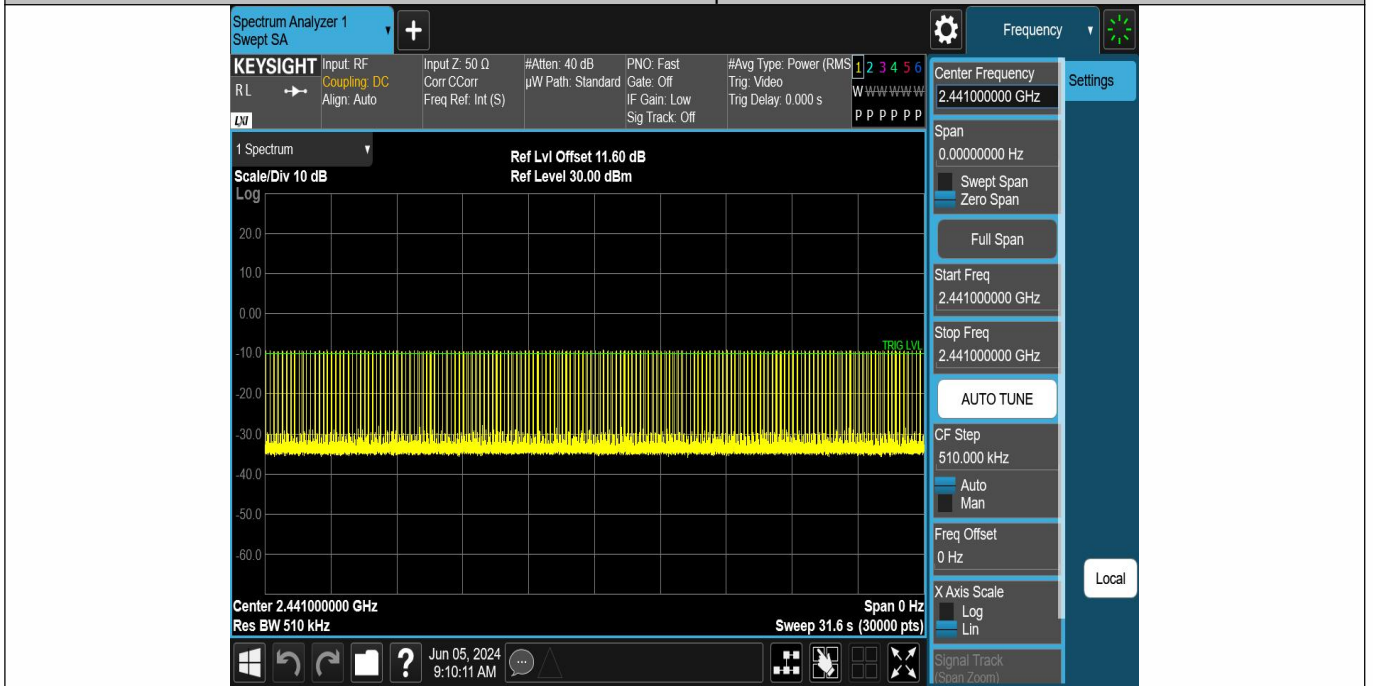 Spectrum Analyzer 1
Swept SA
+
Frequency
KEYSIGHT
RL
LXI
Input: RF
Coupling: DC
Align: Auto
Input Z: 50 Ω
Corr CCorr
Freq Ref: Int (S)
#Atten: 40 dB
µW Path: Standard
PNO: Fast
Gate: Off
IF Gain: Low
Sig Track: Off
#Avg Type: Power (RMS
Trig: Video
Trig Delay: 0.000 s
1 2 3 4 5 6
W W W W W W
P P P P P P
1 Spectrum
Scale/Div 10 dB
Ref Lvl Offset 11.60 dB
Ref Level 30.00 dBm
Log
20.0
10.0
0.00
-10.0
TRIG LVL
-20.0
-30.0
-40.0
-50.0
-60.0
Center 2.441000000 GHz
Res BW 510 kHz
Span 0 Hz
Sweep 31.6 s (30000 pts)
Center Frequency
2.441000000 GHz
Settings
Span
0.00000000 Hz
Swept Span
Zero Span
Full Span
Start Freq
2.441000000 GHz
Stop Freq
2.441000000 GHz
AUTO TUNE
CF Step
510.000 kHz
Auto
Man
Freq Offset
0 Hz
X Axis Scale
Log
Lin
Signal Track
(Span Zoom)
Local
?
Jun 05, 2024
9:10:11 AM